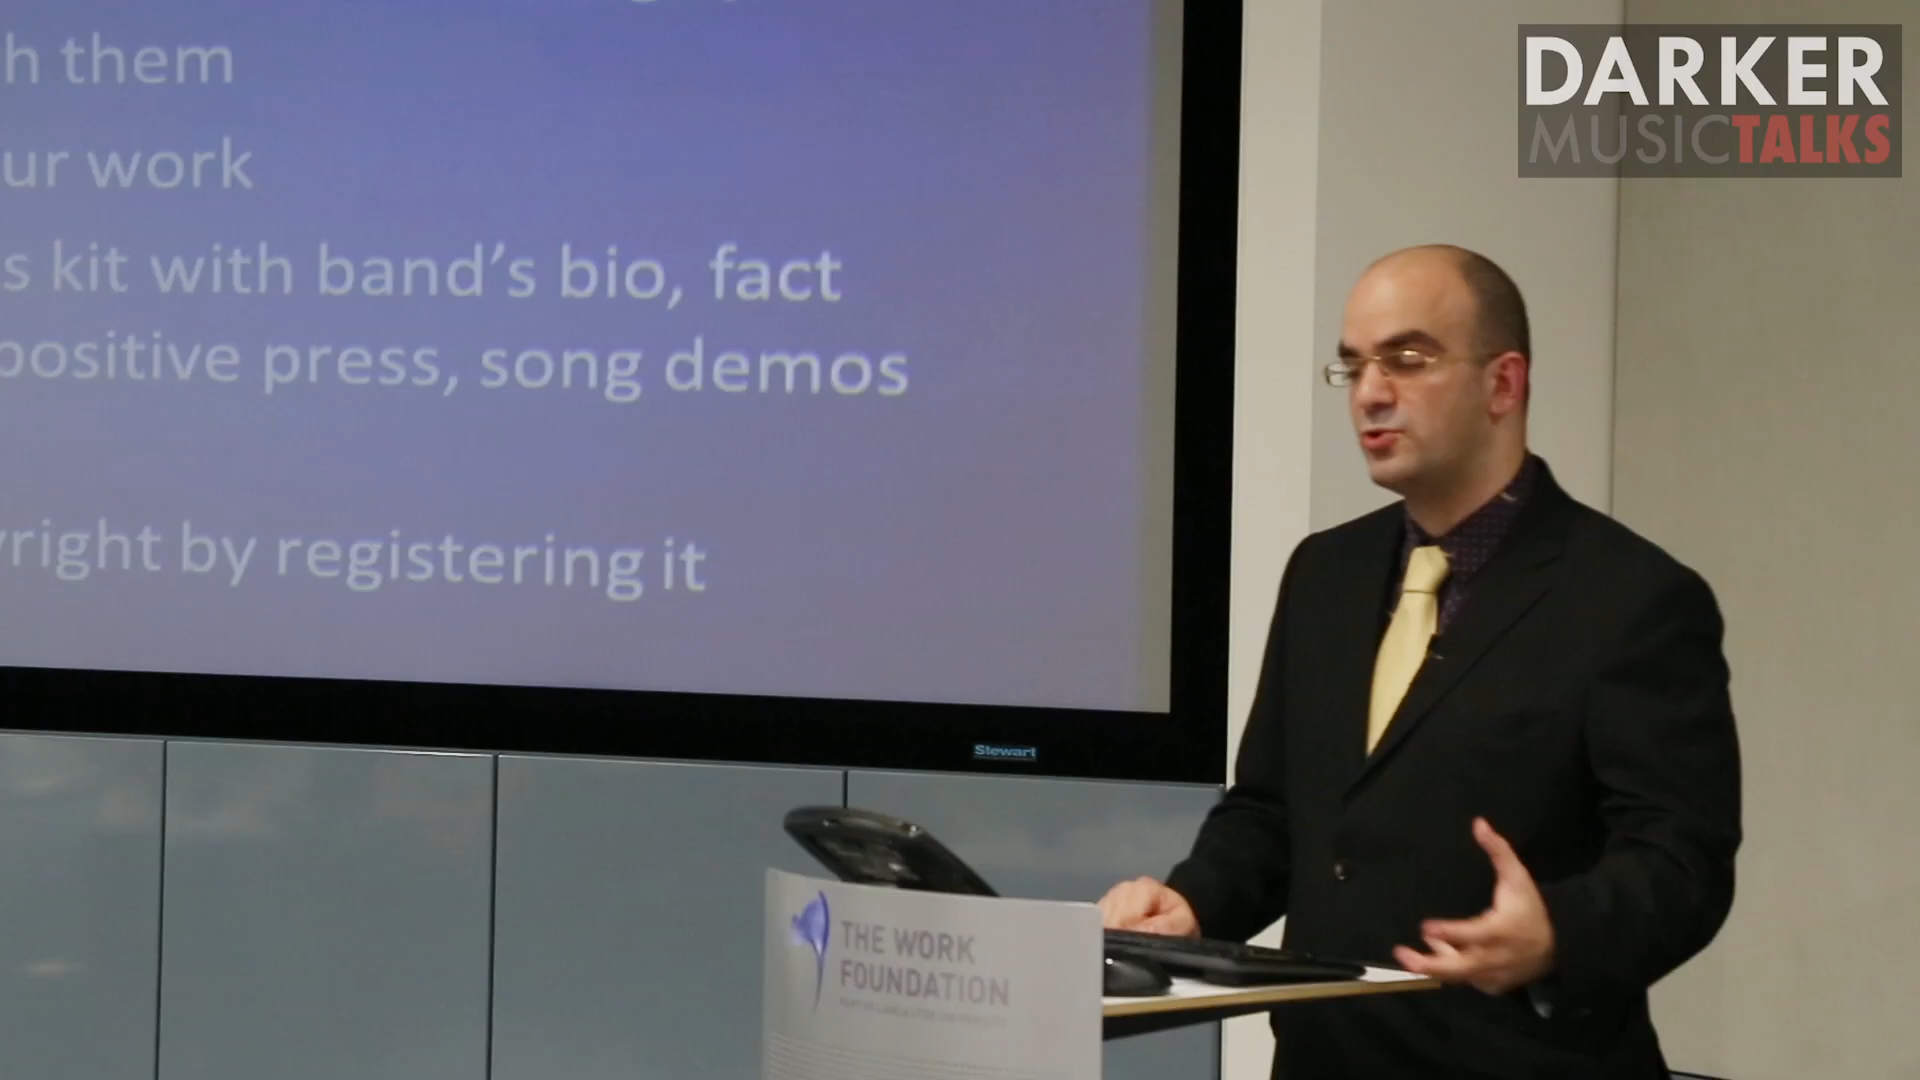 DARKER
MUSICTALKS
h them
ur work
s kit with band's bio, fact
positive press, song demos
right by registering it
Stewart
THE WORK
FOUNDATION